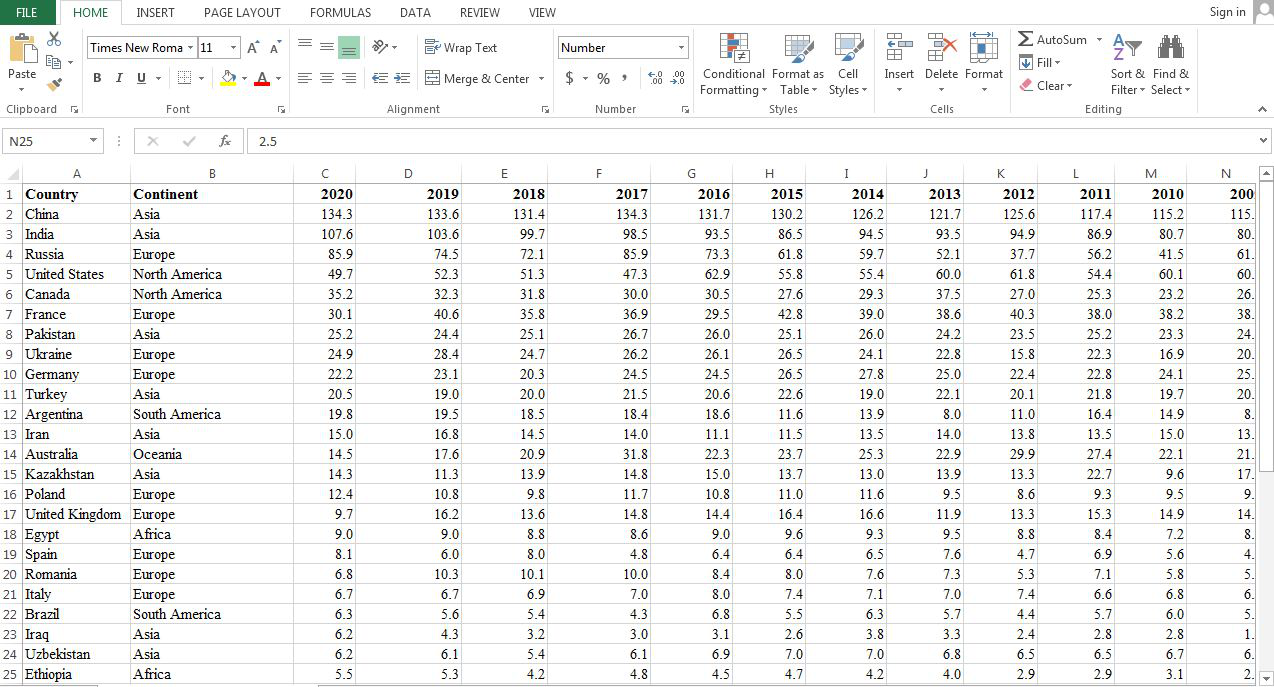 FILE HOME INSERT PAGE LAYOUT FORMULAS DATA REVIEW VIEW Sign in
Times New Roma 11 A A Wrap Text Number AutoSum
Paste B I U A Merge & Center $ % , .0 .00 .00 .0 Conditional Formatting Format as Table Cell Styles Insert Delete Format Fill Clear Sort & Filter Find & Select
Clipboard Font Alignment Number Styles Cells Editing
N25 fx 2.5
A B C D E F G H I J K L M N
1 Country Continent 2020 2019 2018 2017 2016 2015 2014 2013 2012 2011 2010 200
2 China Asia 134.3 133.6 131.4 134.3 131.7 130.2 126.2 121.7 125.6 117.4 115.2 115.
3 India Asia 107.6 103.6 99.7 98.5 93.5 86.5 94.5 93.5 94.9 86.9 80.7 80.
4 Russia Europe 85.9 74.5 72.1 85.9 73.3 61.8 59.7 52.1 37.7 56.2 41.5 61.
5 United States North America 49.7 52.3 51.3 47.3 62.9 55.8 55.4 60.0 61.8 54.4 60.1 60.
6 Canada North America 35.2 32.3 31.8 30.0 30.5 27.6 29.3 37.5 27.0 25.3 23.2 26.
7 France Europe 30.1 40.6 35.8 36.9 29.5 42.8 39.0 38.6 40.3 38.0 38.2 38.
8 Pakistan Asia 25.2 24.4 25.1 26.7 26.0 25.1 26.0 24.2 23.5 25.2 23.3 24.
9 Ukraine Europe 24.9 28.4 24.7 26.2 26.1 26.5 24.1 22.8 15.8 22.3 16.9 20.
10 Germany Europe 22.2 23.1 20.3 24.5 24.5 26.5 27.8 25.0 22.4 22.8 24.1 25.
11 Turkey Asia 20.5 19.0 20.0 21.5 20.6 22.6 19.0 22.1 20.1 21.8 19.7 20.
12 Argentina South America 19.8 19.5 18.5 18.4 18.6 11.6 13.9 8.0 11.0 16.4 14.9 8.
13 Iran Asia 15.0 16.8 14.5 14.0 11.1 11.5 13.5 14.0 13.8 13.5 15.0 13.
14 Australia Oceania 14.5 17.6 20.9 31.8 22.3 23.7 25.3 22.9 29.9 27.4 22.1 21.
15 Kazakhstan Asia 14.3 11.3 13.9 14.8 15.0 13.7 13.0 13.9 13.3 22.7 9.6 17.
16 Poland Europe 12.4 10.8 9.8 11.7 10.8 11.0 11.6 9.5 8.6 9.3 9.5 9.
17 United Kingdom Europe 9.7 16.2 13.6 14.8 14.4 16.4 16.6 11.9 13.3 15.3 14.9 14.
18 Egypt Africa 9.0 9.0 8.8 8.6 9.0 9.6 9.3 9.5 8.8 8.4 7.2 8.
19 Spain Europe 8.1 6.0 8.0 4.8 6.4 6.4 6.5 7.6 4.7 6.9 5.6 4.
20 Romania Europe 6.8 10.3 10.1 10.0 8.4 8.0 7.6 7.3 5.3 7.1 5.8 5.
21 Italy Europe 6.7 6.7 6.9 7.0 8.0 7.4 7.1 7.0 7.4 6.6 6.8 6.
22 Brazil South America 6.3 5.6 5.4 4.3 6.8 5.5 6.3 5.7 4.4 5.7 6.0 5.
23 Iraq Asia 6.2 4.3 3.2 3.0 3.1 2.6 3.8 3.3 2.4 2.8 2.8 1.
24 Uzbekistan Asia 6.2 6.1 5.4 6.1 6.9 7.0 7.0 6.8 6.5 6.5 6.7 6.
25 Ethiopia Africa 5.5 5.3 4.2 4.8 4.5 4.7 4.2 4.0 2.9 2.9 3.1 2.